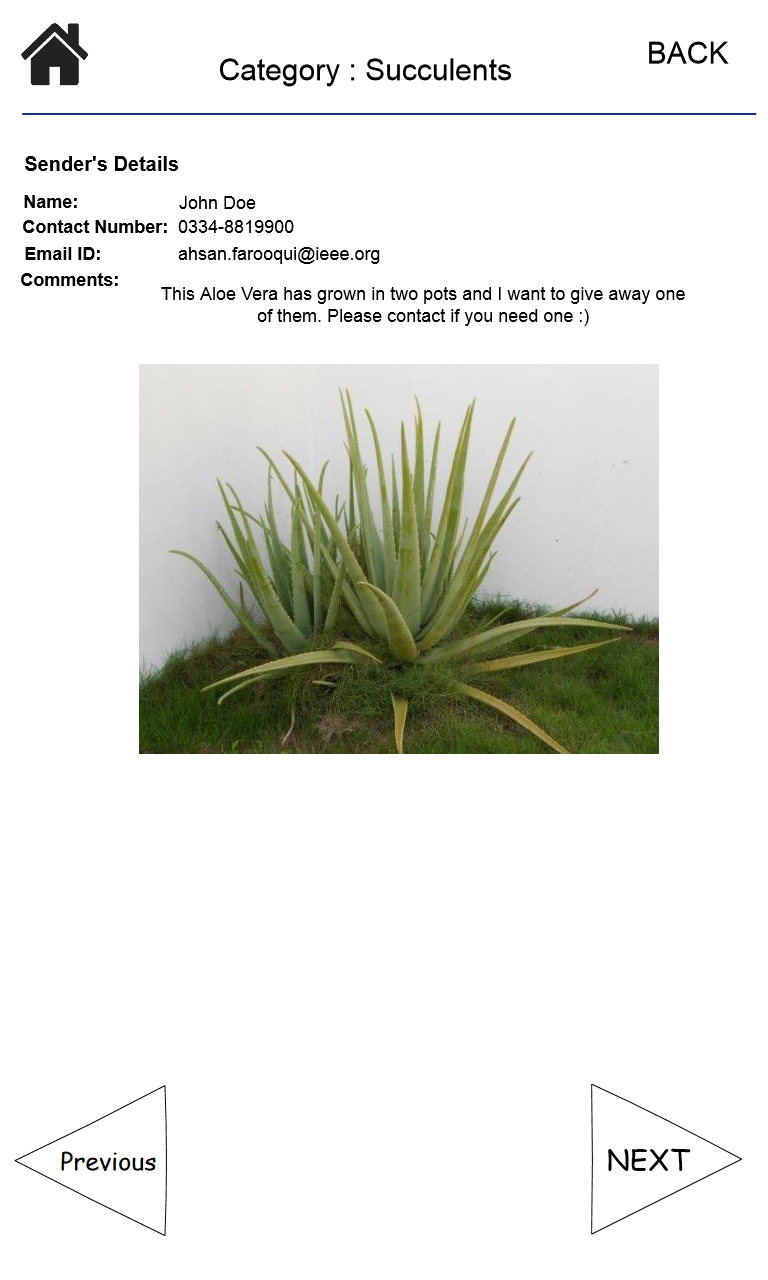 Category : Succulents
BACK
Sender's Details
Name: John Doe
Contact Number: 0334-8819900
Email ID: ahsan.farooqui@ieee.org
Comments:
This Aloe Vera has grown in two pots and I want to give away one
of them. Please contact if you need one :)
Previous
NEXT